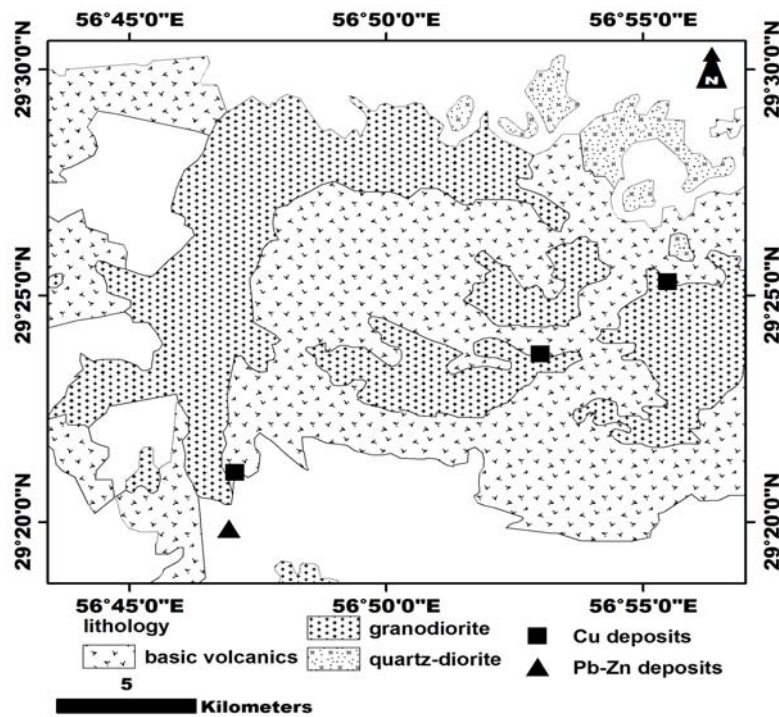 56°45'0"E 56°50'0"E 56°55'0"E
29°30'0"N 29°30'0"N
N
29°25'0"N 29°25'0"N
29°20'0"N 29°20'0"N
56°45'0"E 56°50'0"E 56°55'0"E
lithology
basic volcanics
granodiorite
quartz-diorite
Cu deposits
Pb-Zn deposits
5
Kilometers